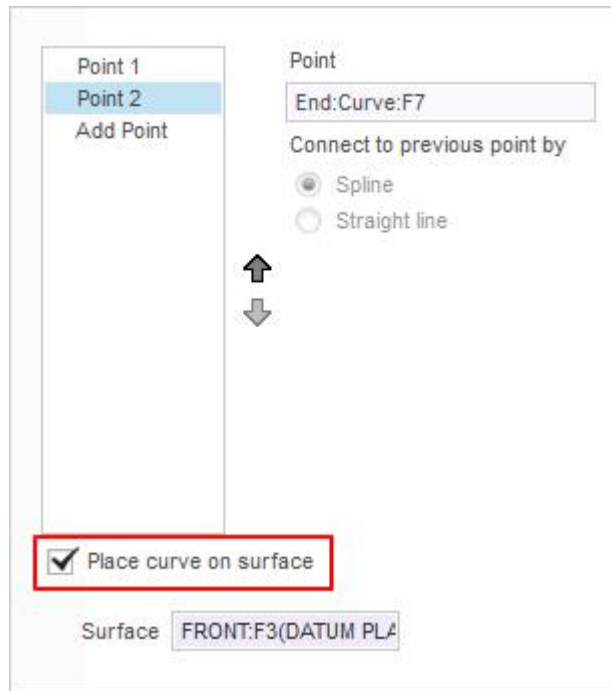 Point 1
Point 2
Add Point
Point
End:Curve:F7
Connect to previous point by
Spline
Straight line
Place curve on surface
Surface FRONT:F3(DATUM PLA